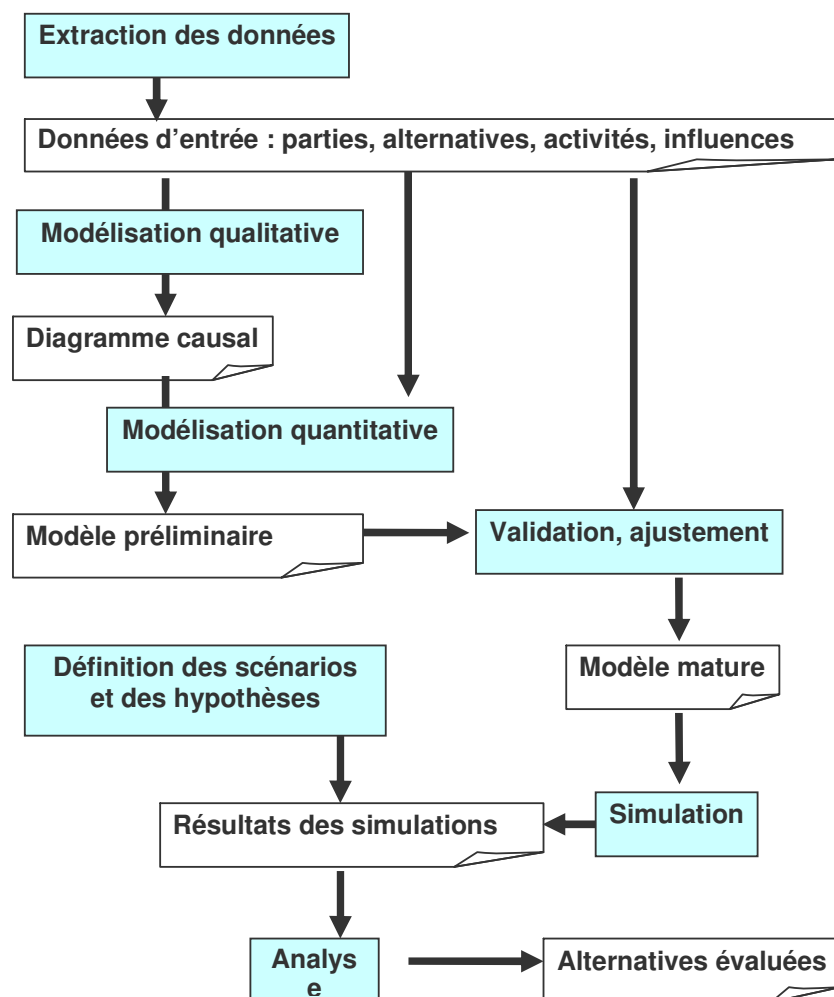 Extraction des données
Données d’entrée : parties, alternatives, activités, influences
Modélisation qualitative
Diagramme causal
Modélisation quantitative
Modèle préliminaire
Validation, ajustement
Définition des scénarios
et des hypothèses
Modèle mature
Résultats des simulations
Simulation
Analys
e
Alternatives évaluées